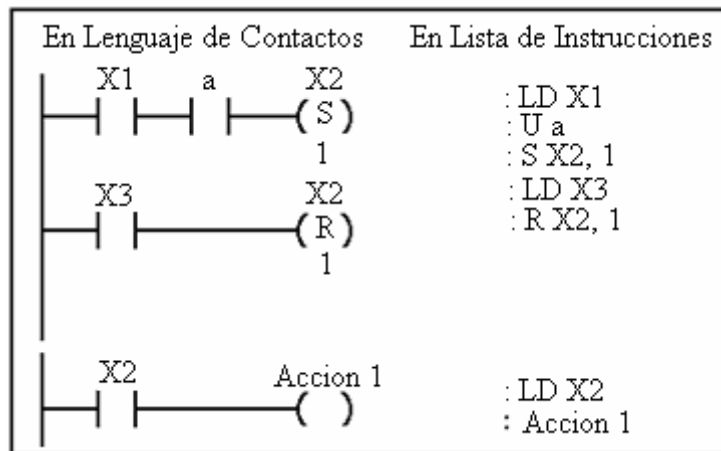 En Lenguaje de Contactos En Lista de Instrucciones
X1 a X2
(S)
1
: LD X1
: U a
: S X2, 1
X3 X2
(R)
1
: LD X3
: R X2, 1
X2 Accion 1
( )
: LD X2
: Accion 1